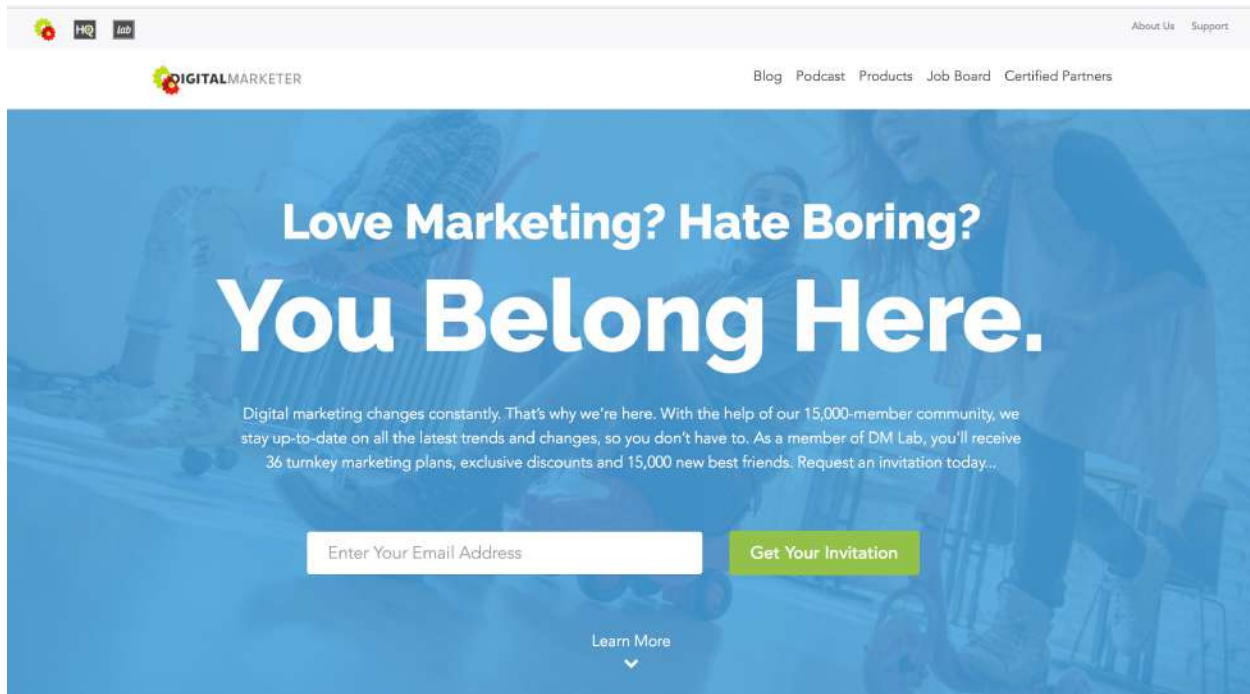 HQ
lab
About Us Support
DIGITALMARKETER
Blog Podcast Products Job Board Certified Partners
Love Marketing? Hate Boring?
You Belong Here.
Digital marketing changes constantly. That's why we're here. With the help of our 15,000-member community, we
stay up-to-date on all the latest trends and changes, so you don't have to. As a member of DM Lab, you'll receive
36 turnkey marketing plans, exclusive discounts and 15,000 new best friends. Request an invitation today...
Enter Your Email Address
Get Your Invitation
Learn More